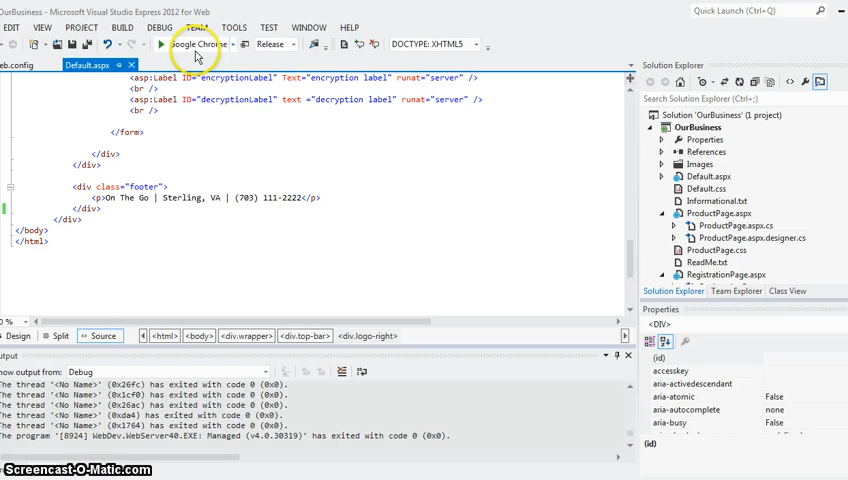 OurBusiness - Microsoft Visual Studio Express 2012 for Web
Quick Launch (Ctrl+Q)
EDIT VIEW PROJECT BUILD DEBUG TEAM TOOLS TEST WINDOW HELP
Google Chrome Release DOCTYPE: XHTML5
eb.config Default.aspx
Solution Explorer
<asp:Label ID="encryptionLabel" Text="encryption label" runat="server" />
<br />
<asp:Label ID="decryptionLabel" text ="decryption label" runat="server" />
<br />
</form>
</div>
</div>
<div class="footer">
<p>On The Go | Sterling, VA | (703) 111-2222</p>
</div>
</div>
</body>
</html>
Search Solution Explorer (Ctrl+;)
Solution 'OurBusiness' (1 project)
OurBusiness
Properties
References
Images
Default.aspx
Default.css
Informational.txt
ProductPage.aspx
ProductPage.aspx.cs
ProductPage.aspx.designer.cs
ProductPage.css
ReadMe.txt
RegistrationPage.aspx
Solution Explorer Team Explorer Class View
0 %
Design Split Source <html> <body> <div.wrapper> <div.top-bar> <div.logo-right>
Properties
<DIV>
(id)
accesskey
aria-activedescendant
aria-atomic False
aria-autocomplete none
aria-busy False
(id)
utput
how output from: Debug
The thread '<No Name>' (0x26fc) has exited with code 0 (0x0).
The thread '<No Name>' (0x1cf0) has exited with code 0 (0x0).
The thread '<No Name>' (0x26ac) has exited with code 0 (0x0).
The thread '<No Name>' (0xda4) has exited with code 0 (0x0).
The thread '<No Name>' (0x1764) has exited with code 0 (0x0).
The program '[8924] WebDev.WebServer40.EXE: Managed (v4.0.30319)' has exited with code 0 (0x0).
Screencast-O-Matic.com